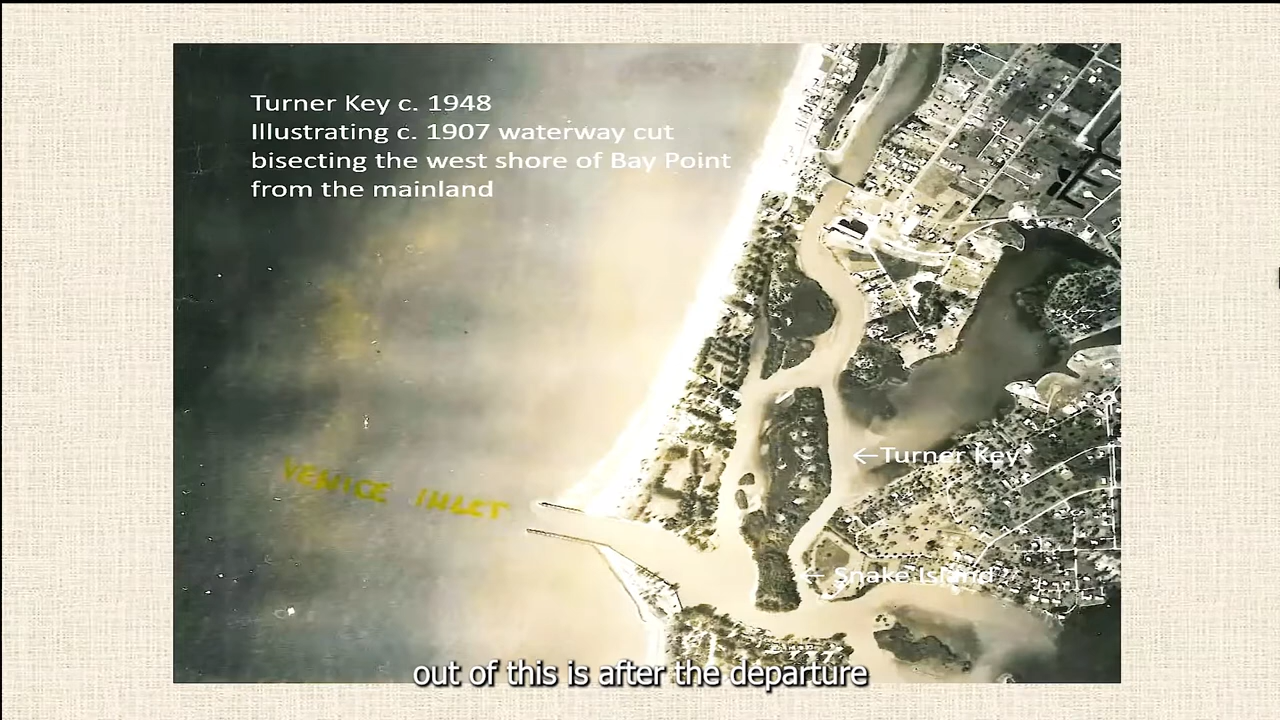 Turner Key c. 1948
Illustrating c. 1907 waterway cut
bisecting the west shore of Bay Point
from the mainland
←Turner Key
VENICE INLET
← Snake Island
out of this is after the departure